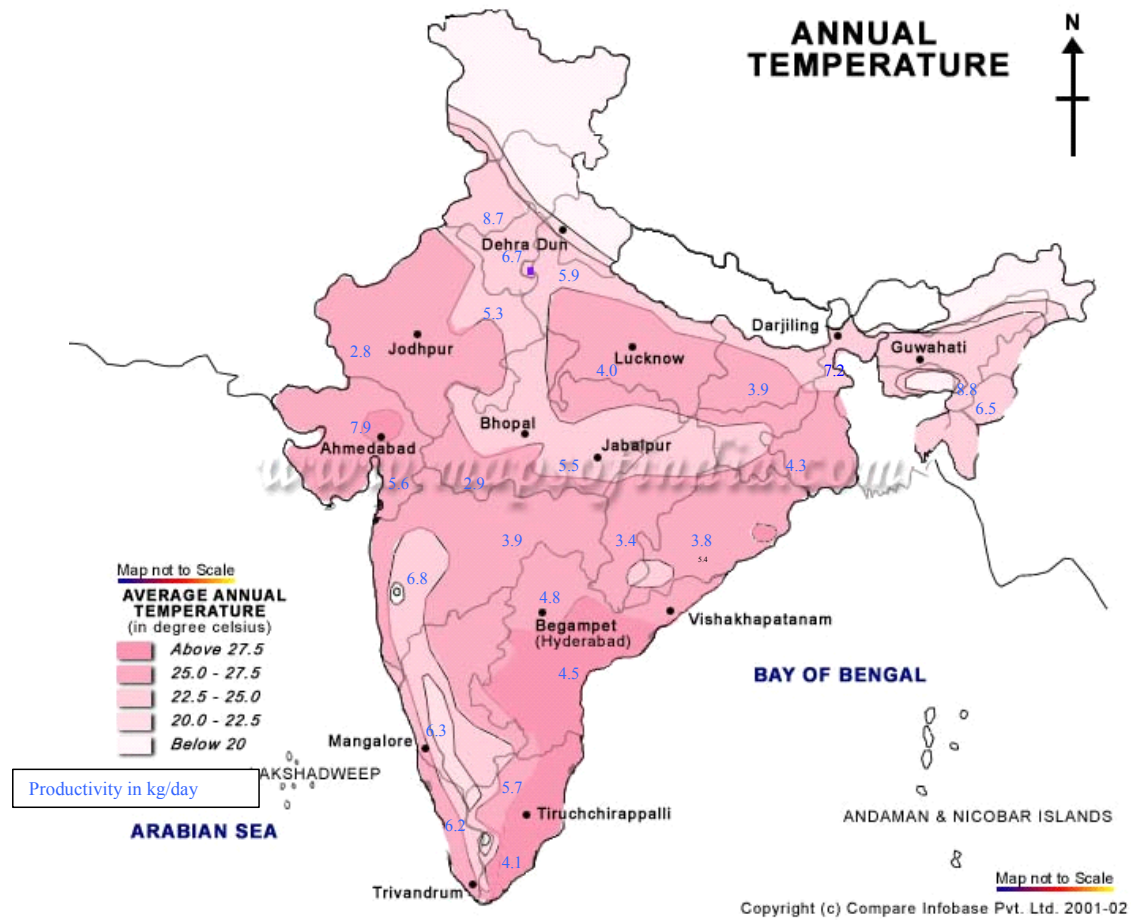 ANNUAL
TEMPERATURE
N
8.7
Dehra Dun
6.7
5.9
5.3
Darjiling
2.8
Jodhpur
Lucknow
Guwahati
4.0
7.2
3.9
8.8
6.5
7.9
Bhopal
Ahmedabad
Jabalpur
www.mapsofindia.com
5.5
4.3
5.6
2.9
3.9
3.4
3.8
5.4
Map not to Scale
6.8
AVERAGE ANNUAL
TEMPERATURE
(in degree celsius)
4.8
Begampet
(Hyderabad)
Vishakhapatanam
Above 27.5
25.0 - 27.5
22.5 - 25.0
20.0 - 22.5
Below 20
4.5
BAY OF BENGAL
Mangalore
6.3
AKSHADWEEP
Productivity in kg/day
5.7
Tiruchchirappalli
ANDAMAN & NICOBAR ISLANDS
ARABIAN SEA
6.2
4.1
Trivandrum
Map not to Scale
Copyright (c) Compare Infobase Pvt. Ltd. 2001-02